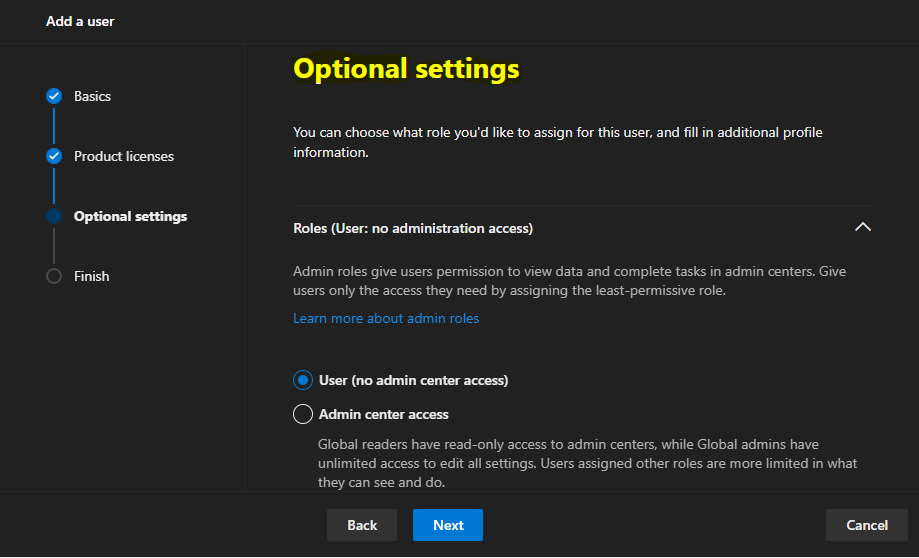 Add a user
Basics
Product licenses
Optional settings
Finish
Optional settings
You can choose what role you'd like to assign for this user, and fill in additional profile
information.
Roles (User: no administration access)
Admin roles give users permission to view data and complete tasks in admin centers. Give
users only the access they need by assigning the least-permissive role.
Learn more about admin roles
User (no admin center access)
Admin center access
Global readers have read-only access to admin centers, while Global admins have
unlimited access to edit all settings. Users assigned other roles are more limited in what
they can see and do.
Back
Next
Cancel